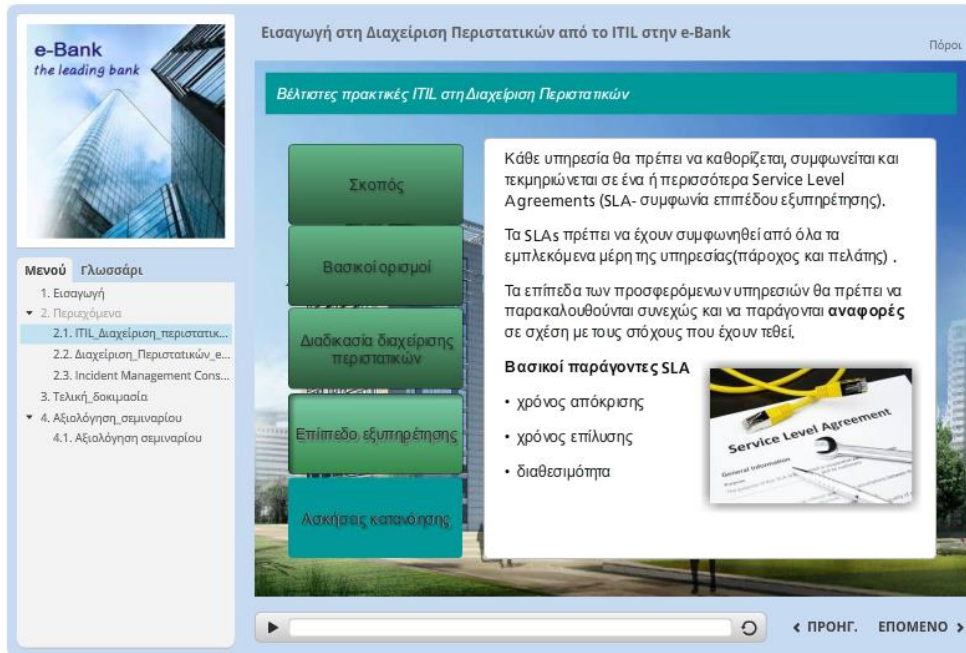 e-Bank
the leading bank
Εισαγωγή στη Διαχείριση Περιστατικών από το ITIL στην e-Bank
Πόροι
Μενού Γλωσσάρι
1. Εισαγωγή
2. Περιεχόμενα
2.1. ITIL_Διαχείριση_περιστατικ...
2.2. Διαχείριση_Περιστατικών_e...
2.3. Incident Management Cons...
3. Τελική_δοκιμασία
4. Αξιολόγηση_σεμιναρίου
4.1. Αξιολόγηση σεμιναρίου
Βέλτιστες πρακτικές ITIL στη Διαχείριση Περιστατικών
Σκοπός
Βασικοί ορισμοί
Διαδικασία διαχείρισης
περιστατικών
Επίπεδο εξυπηρέτησης
Ασκήσεις κατανόησης
Κάθε υπηρεσία θα πρέπει να καθορίζεται, συμφωνείται και
τεκμηριώνεται σε ένα ή περισσότερα Service Level
Agreements (SLA- συμφωνία επιπέδου εξυπηρέτησης).
Τα SLAs πρέπει να έχουν συμφωνηθεί από όλα τα
εμπλεκόμενα μέρη της υπηρεσίας(πάροχος και πελάτης) .
Τα επίπεδα των προσφερόμενων υπηρεσιών θα πρέπει να
παρακαλουθούνται συνεχώς και να παράγονται αναφορές
σε σχέση με τους στόχους που έχουν τεθεί.
Βασικοί παράγοντες SLA
• χρόνος απόκρισης
• χρόνος επίλυσης
• διαθεσιμότητα
Service Level Agreement
General Information
ΠΡΟΗΓ. ΕΠΟΜΕΝΟ